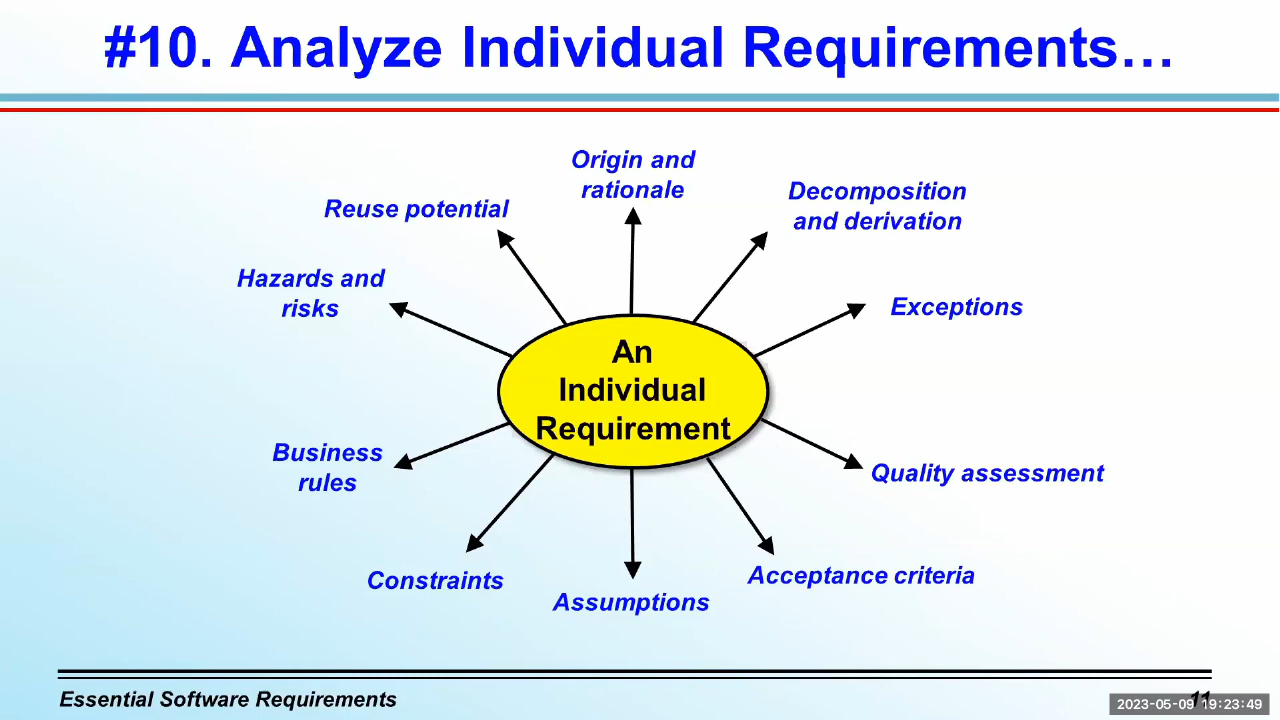 #10. Analyze Individual Requirements…
Origin and
rationale
Decomposition
and derivation
Reuse potential
Hazards and
risks
Exceptions
An
Individual
Requirement
Business
rules
Quality assessment
Constraints
Assumptions
Acceptance criteria
Essential Software Requirements
11
2023-05-09 19:23:49